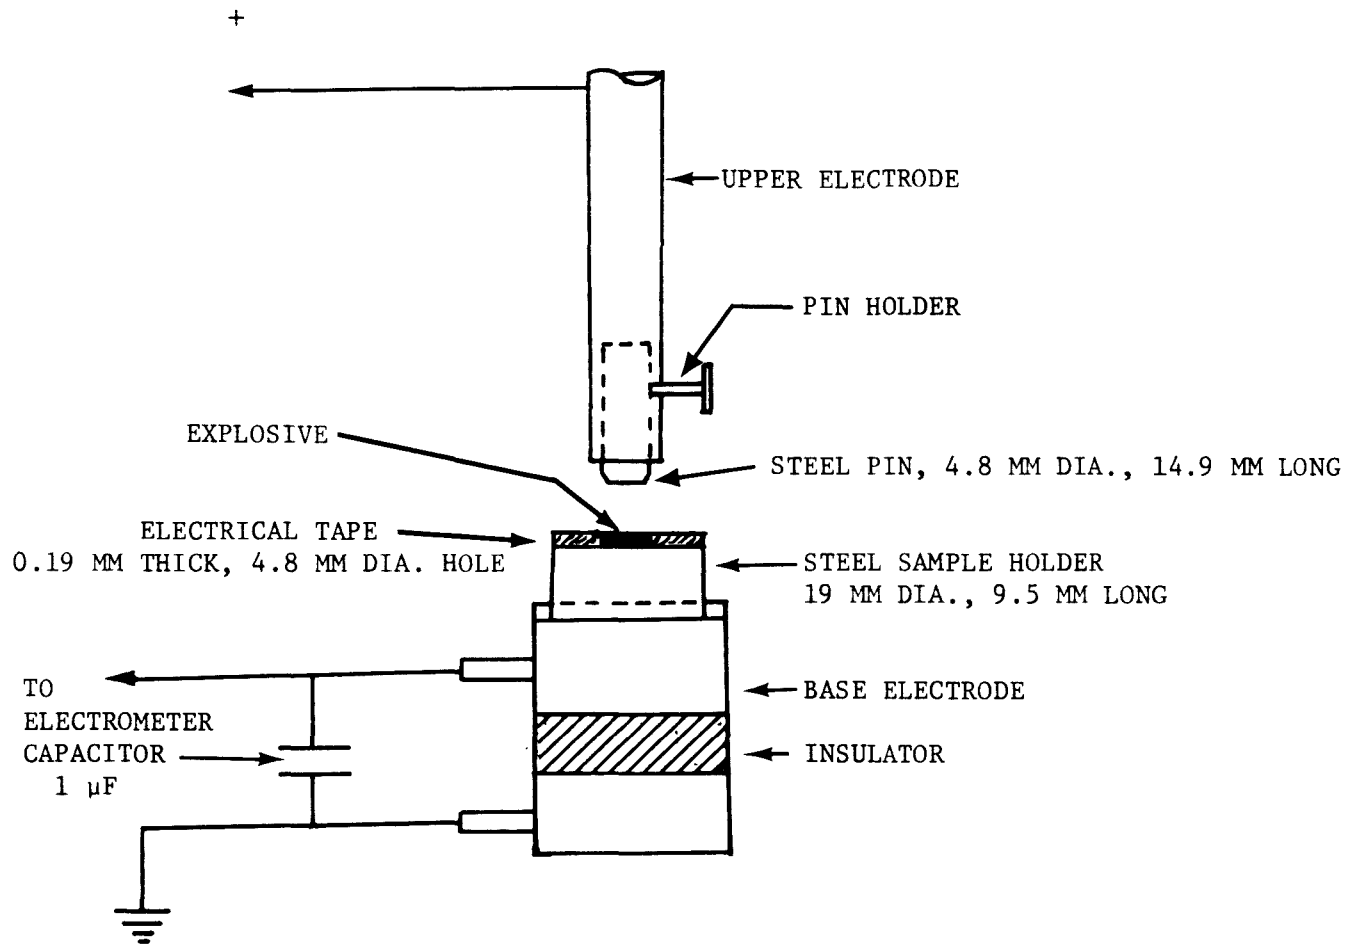 +
UPPER ELECTRODE
PIN HOLDER
EXPLOSIVE
STEEL PIN, 4.8 MM DIA., 14.9 MM LONG
ELECTRICAL TAPE
0.19 MM THICK, 4.8 MM DIA. HOLE
STEEL SAMPLE HOLDER
19 MM DIA., 9.5 MM LONG
TO
ELECTROMETER
CAPACITOR
1 µF
BASE ELECTRODE
INSULATOR